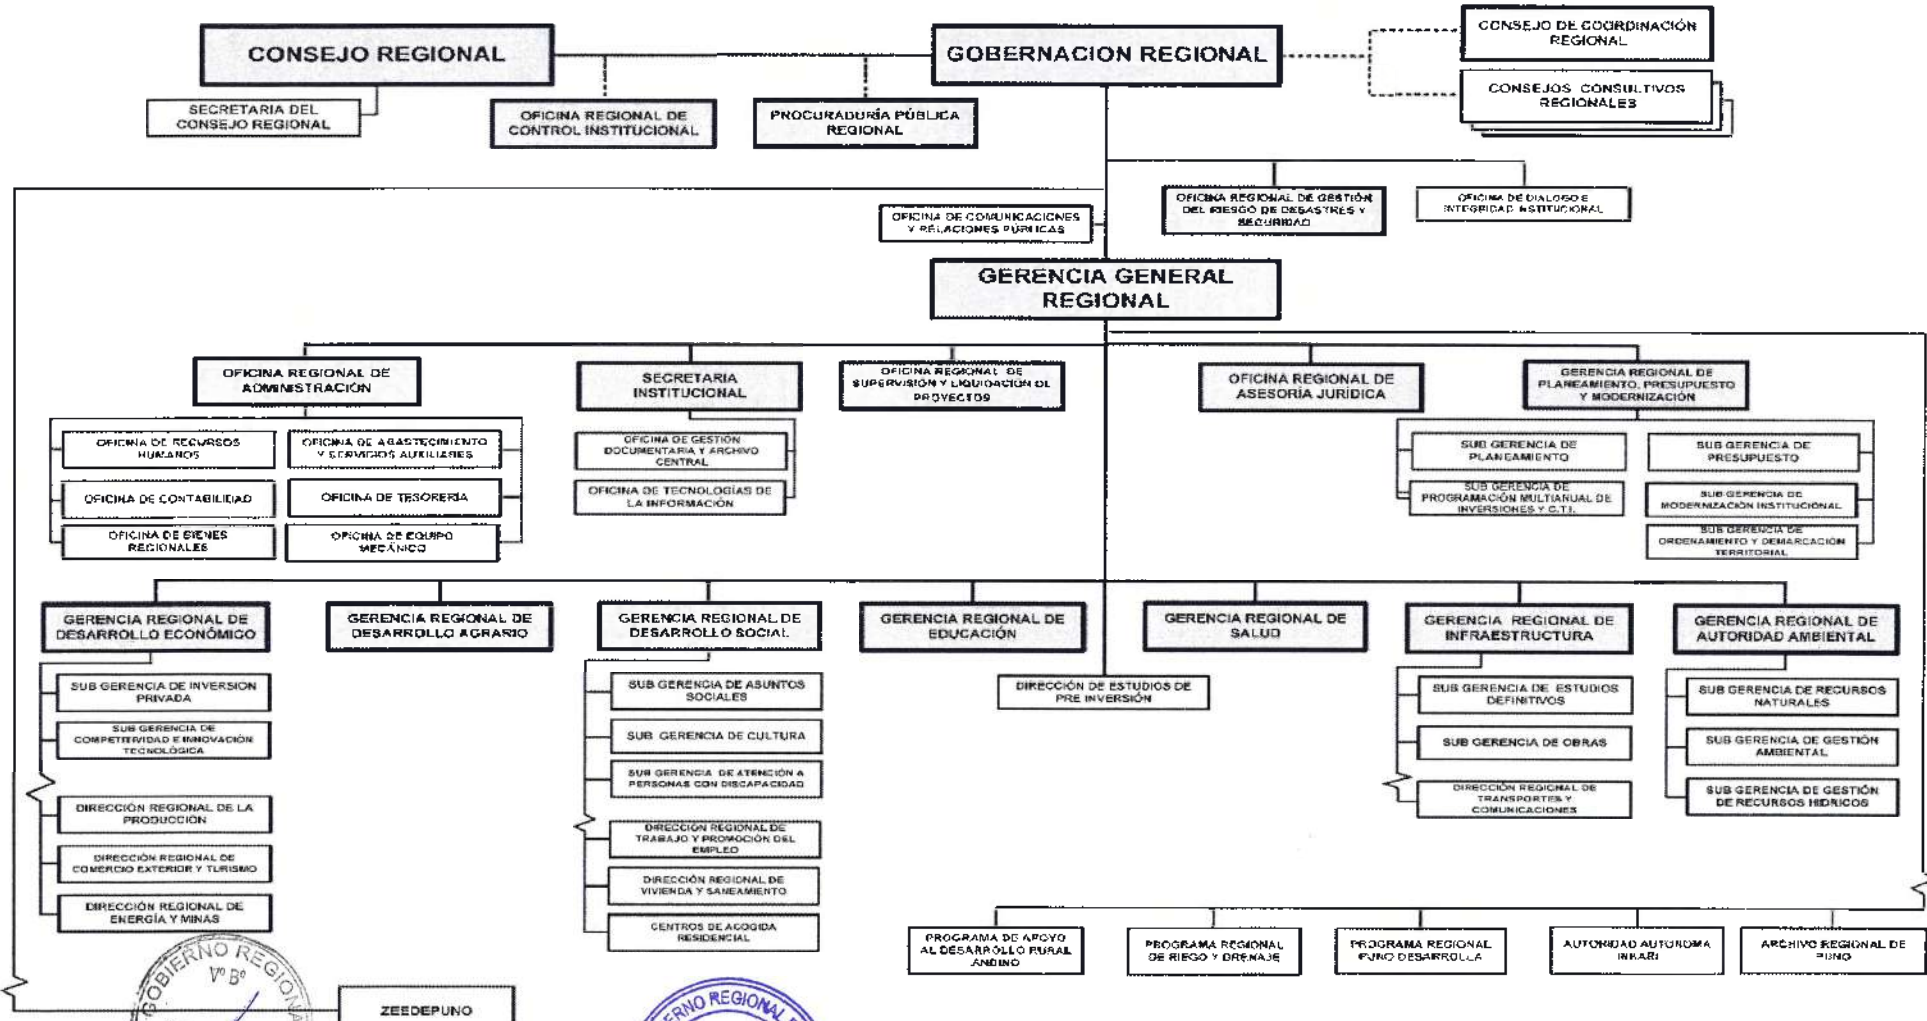 CONSEJO REGIONAL
GOBERNACION REGIONAL
CONSEJO DE COORDINACIÓN
REGIONAL
CONSEJOS CONSULTIVOS
REGIONALES
SECRETARIA DEL
CONSEJO REGIONAL
OFICINA REGIONAL DE
CONTROL INSTITUCIONAL
PROCURADURÍA PÚBLICA
REGIONAL
OFICINA REGIONAL DE GESTIÓN
DEL RIESGO DE DESASTRES Y
SEGURIDAD
OFICINA DE DIALOGO E
INTEGRIDAD INSTITUCIONAL
OFICINA DE COMUNICACIONES
Y RELACIONES PÚBLICAS
GERENCIA GENERAL
REGIONAL
OFICINA REGIONAL DE
ADMINISTRACIÓN
SECRETARIA
INSTITUCIONAL
OFICINA REGIONAL DE
SUPERVISIÓN Y LIQUIDACIÓN DE
PROYECTOS
OFICINA REGIONAL DE
ASESORÍA JURÍDICA
GERENCIA REGIONAL DE
PLANEAMIENTO, PRESUPUESTO
Y MODERNIZACIÓN
OFICINA DE RECURSOS
HUMANOS
OFICINA DE ABASTECIMIENTO
Y SERVICIOS AUXILIARES
OFICINA DE CONTABILIDAD
OFICINA DE TESORERÍA
OFICINA DE BIENES
REGIONALES
OFICINA DE EQUIPO
MECÁNICO
OFICINA DE GESTIÓN
DOCUMENTARIA Y ARCHIVO
CENTRAL
OFICINA DE TECNOLOGÍAS DE
LA INFORMACIÓN
SUB GERENCIA DE
PLANEAMIENTO
SUB GERENCIA DE
PRESUPUESTO
SUB GERENCIA DE
PROGRAMACIÓN MULTIANUAL DE
INVERSIONES Y C.T.I.
SUB GERENCIA DE
MODERNIZACIÓN INSTITUCIONAL
SUB GERENCIA DE
ORDENAMIENTO Y DEMARCACIÓN
TERRITORIAL
GERENCIA REGIONAL DE
DESARROLLO ECONÓMICO
GERENCIA REGIONAL DE
DESARROLLO AGRARIO
GERENCIA REGIONAL DE
DESARROLLO SOCIAL
GERENCIA REGIONAL DE
EDUCACIÓN
GERENCIA REGIONAL DE
SALUD
GERENCIA REGIONAL DE
INFRAESTRUCTURA
GERENCIA REGIONAL DE
AUTORIDAD AMBIENTAL
SUB GERENCIA DE INVERSION
PRIVADA
SUB GERENCIA DE
COMPETITIVIDAD E INNOVACIÓN
TECNOLÓGICA
DIRECCIÓN REGIONAL DE LA
PRODUCCIÓN
DIRECCIÓN REGIONAL DE
COMERCIO EXTERIOR Y TURISMO
DIRECCIÓN REGIONAL DE
ENERGÍA Y MINAS
SUB GERENCIA DE ASUNTOS
SOCIALES
SUB GERENCIA DE CULTURA
SUB GERENCIA DE ATENCIÓN A
PERSONAS CON DISCAPACIDAD
DIRECCIÓN REGIONAL DE
TRABAJO Y PROMOCIÓN DEL
EMPLEO
DIRECCIÓN REGIONAL DE
VIVIENDA Y SANEAMIENTO
CENTROS DE ACOGIDA
RESIDENCIAL
DIRECCIÓN DE ESTUDIOS DE
PRE INVERSIÓN
SUB GERENCIA DE ESTUDIOS
DEFINITIVOS
SUB GERENCIA DE OBRAS
DIRECCIÓN REGIONAL DE
TRANSPORTES Y
COMUNICACIONES
SUB GERENCIA DE RECURSOS
NATURALES
SUB GERENCIA DE GESTIÓN
AMBIENTAL
SUB GERENCIA DE GESTIÓN
DE RECURSOS HIDRICOS
PROGRAMA DE APOYO
AL DESARROLLO RURAL
ANDINO
PROGRAMA REGIONAL
DE RIEGO Y DRENAJE
PROGRAMA REGIONAL
PUNO DESARROLLA
AUTORIDAD AUTONOMA
INKARI
ARCHIVO REGIONAL DE
PUNO
ZEEDEPUNO
GOBIERNO REGIONAL
Vº Bº
REGIONAL